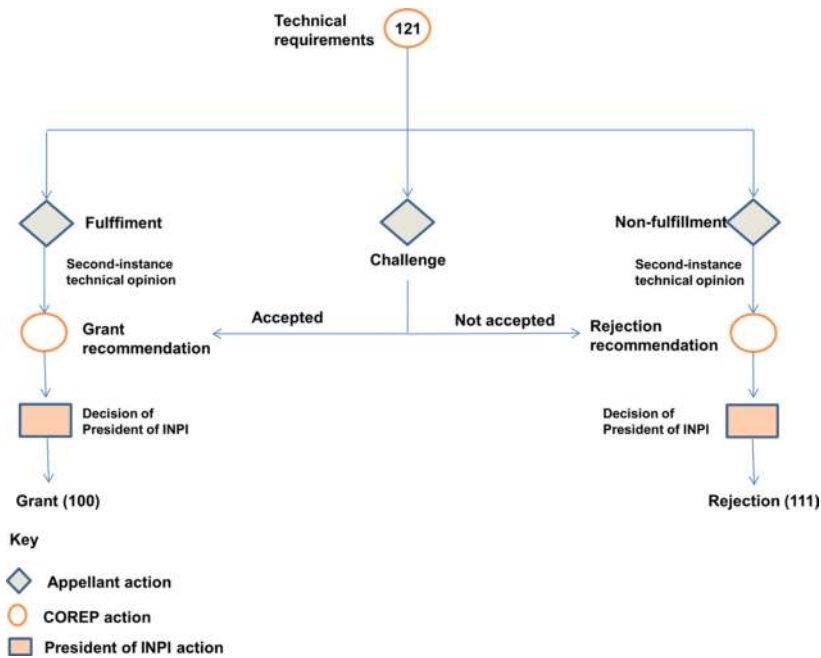 Technical
requirements
121
Fulffiment
Challenge
Non-fulfillment
Second-instance
technical opinion
Second-instance
technical opinion
Accepted
Not accepted
Grant
recommendation
Rejection
recommendation
Decision of
President of INPI
Decision of
President of INPI
Grant (100)
Rejection (111)
Key
Appellant action
COREP action
President of INPI action